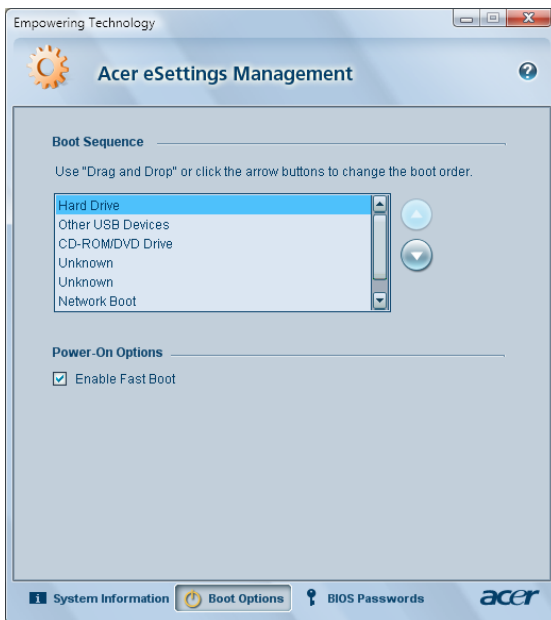 Empowering Technology
Acer eSettings Management
Boot Sequence
Use "Drag and Drop" or click the arrow buttons to change the boot order.
Hard Drive
Other USB Devices
CD-ROM/DVD Drive
Unknown
Unknown
Network Boot
Power-On Options
Enable Fast Boot
System Information Boot Options BIOS Passwords acer